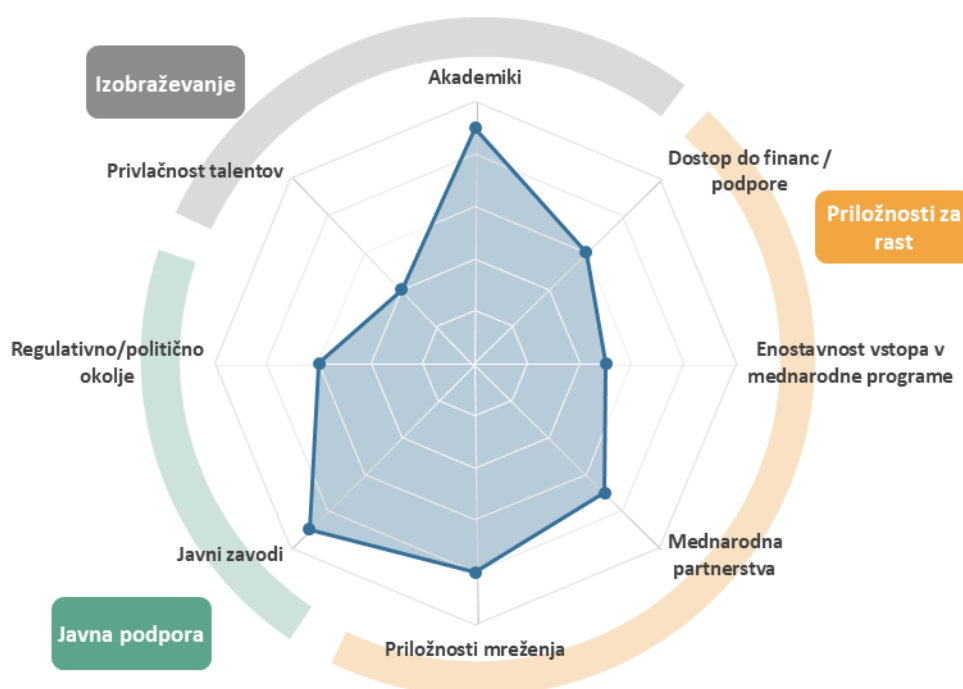 Izobraževanje
Akademiki
Privlačnost talentov
Dostop do financ /
podpore
Priložnosti za
rast
Regulativno/politično
okolje
Enostavnost vstopa v
mednarodne programe
Javni zavodi
Mednarodna
partnerstva
Javna podpora
Priložnosti mreženja